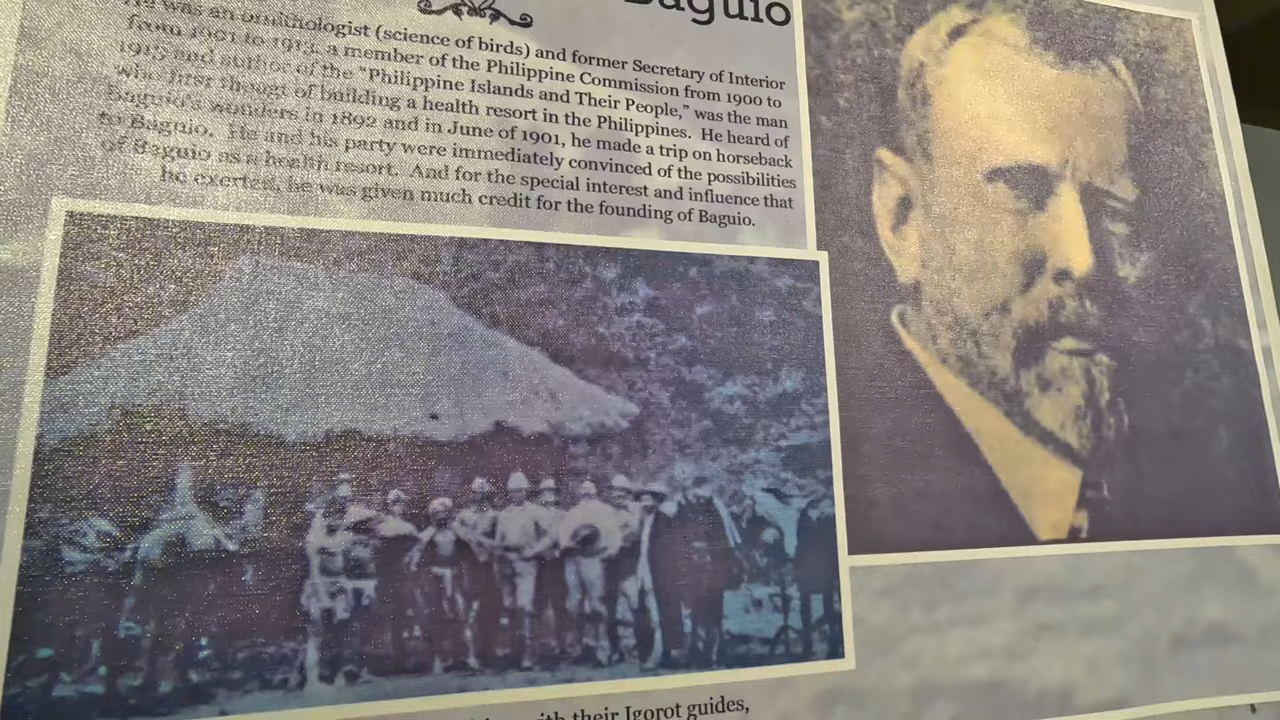 Baguio
He was an ornithologist (science of birds) and former Secretary of Interior
from 1901 to 1913, a member of the Philippine Commission from 1900 to
1913 and author of the "Philippine Islands and Their People," was the man
who first thougt of building a health resort in the Philippines. He heard of
Baguio's wonders in 1892 and in June of 1901, he made a trip on horseback
to Baguio. He and his party were immediately convinced of the possibilities
of Baguio as a health resort. And for the special interest and influence that
he exerted, he was given much credit for the founding of Baguio.
with their Igorot guides,